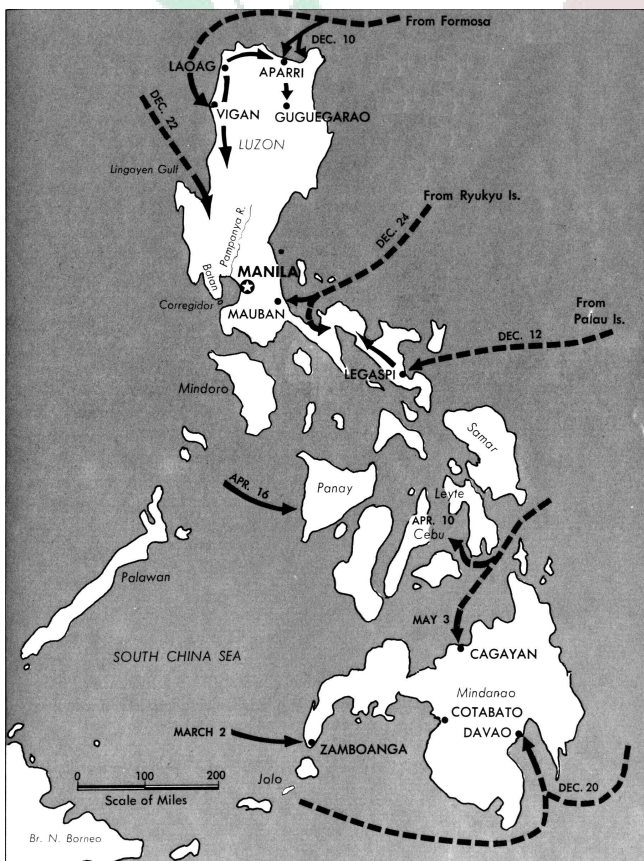 From Formosa
DEC. 10
LAOAG
APARRI
DEC. 22
VIGAN
GUGUEGARAO
LUZON
Lingayen Gulf
From Ryukyu Is.
Pampanya R.
DEC. 24
Batan
MANILA
Corregidor
MAUBAN
From
Palau Is.
DEC. 12
LEGASPI
Mindoro
Samar
APR. 16
Panay
Leyte
APR. 10
Cebu
Palawan
MAY 3
SOUTH CHINA SEA
CAGAYAN
Mindanao
COTABATO
MARCH 2
ZAMBOANGA
DAVAO
Jolo
DEC. 20
0 100 200
Scale of Miles
Br. N. Borneo